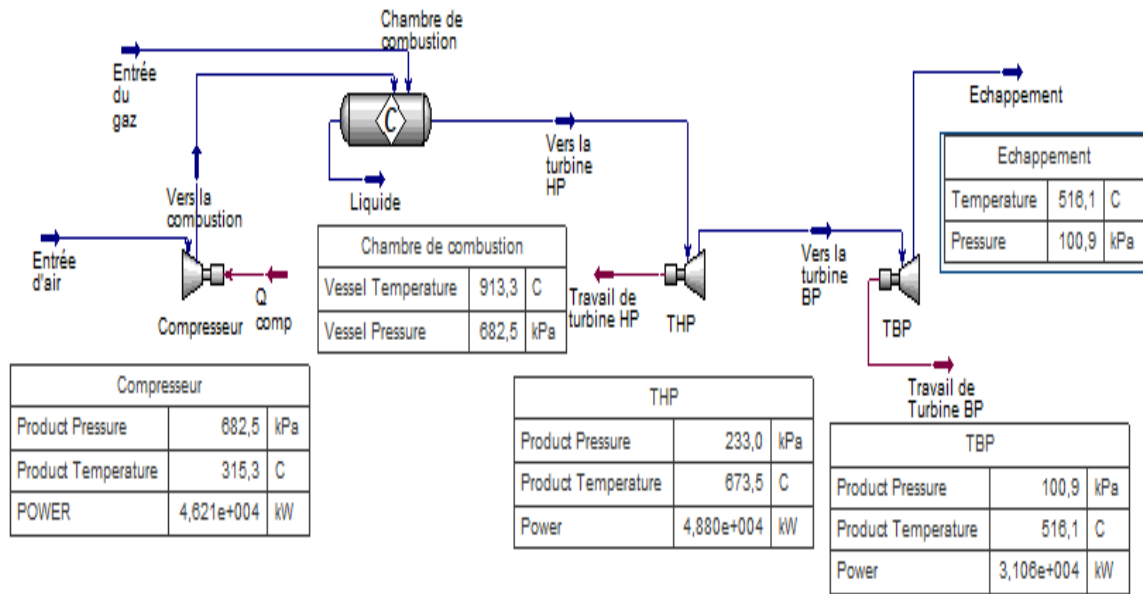 Chambre de
combustion
Entrée
du
gaz
C
Echappement
Vers la
combustion
Vers la
turbine
HP
Liquide
Entrée
d'air
Q
comp
Compresseur
Travail de
turbine HP
THP
Vers la
turbine
BP
TBP
Travail de
Turbine BP
Echappement
Temperature 516,1 C
Pressure 100,9 kPa
Chambre de combustion
Vessel Temperature 913,3 C
Vessel Pressure 682,5 kPa
Compresseur
Product Pressure 682,5 kPa
Product Temperature 315,3 C
POWER 4,621e+004 kW
THP
Product Pressure 233,0 kPa
Product Temperature 673,5 C
Power 4,880e+004 kW
TBP
Product Pressure 100,9 kPa
Product Temperature 516,1 C
Power 3,106e+004 kW